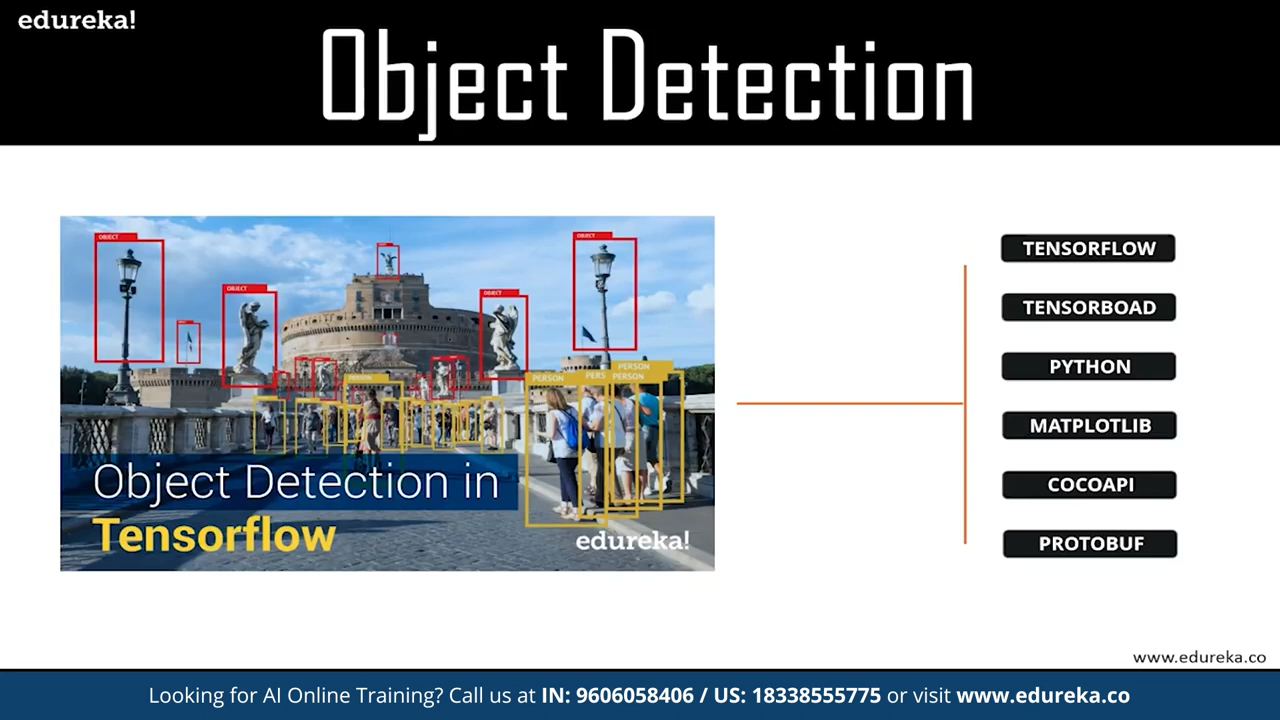 edureka!
Object Detection
OBJECT
OBJECT
OBJECT
OBJECT
PERSON
PERSON
PERS
PERSON
PERSON
Object Detection in
Tensorflow
edureka!
TENSORFLOW
TENSORBOAD
PYTHON
MATPLOTLIB
COCOAPI
PROTOBUF
www.edureka.co
Looking for AI Online Training? Call us at IN: 9606058406 / US: 18338555775 or visit www.edureka.co